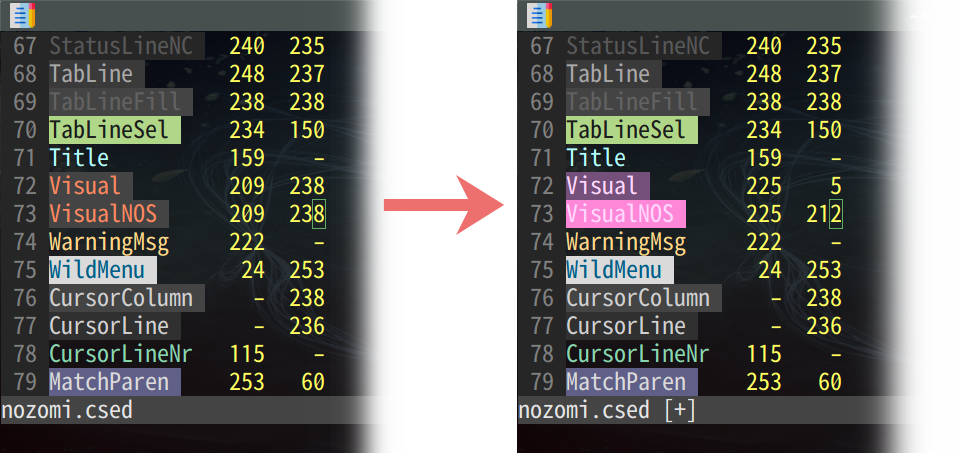 67 StatusLineNC 240 235
68 TabLine 248 237
69 TabLineFill 238 238
70 TabLineSel 234 150
71 Title 159 –
72 Visual 209 238
73 VisualNOS 209 238
74 WarningMsg 222 –
75 WildMenu 24 253
76 CursorColumn – 238
77 CursorLine – 236
78 CursorLineNr 115 –
79 MatchParen 253 60
nozomi.csed
67 StatusLineNC 240 235
68 TabLine 248 237
69 TabLineFill 238 238
70 TabLineSel 234 150
71 Title 159 –
72 Visual 225 5
73 VisualNOS 225 212
74 WarningMsg 222 –
75 WildMenu 24 253
76 CursorColumn – 238
77 CursorLine – 236
78 CursorLineNr 115 –
79 MatchParen 253 60
nozomi.csed [+]